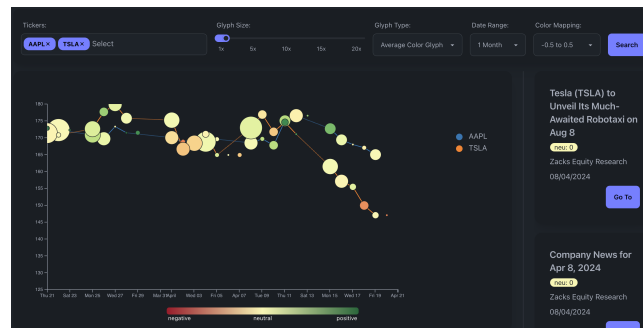 Tickers:
Glyph Size:
Glyph Type:
Date Range:
Color Mapping:
AAPL× TSLA× Select
1x 5x 10x 15x 20x
Average Color Glyph
1 Month
-0.5 to 0.5
Search
180
175
170
165
160
155
150
145
140
135
130
125
Thu 21 Sat 23 Mon 25 Wed 27 Fri 29 Mar 31 April Wed 03 Fri 05 Apr 07 Tue 09 Thu 11 Sat 13 Mon 15 Wed 17 Fri 19 Apr 21
AAPL
TSLA
negative neutral positive
Tesla (TSLA) to
Unveil Its Much-
Awaited Robotaxi on
Aug 8
neu: 0
Zacks Equity Research
08/04/2024
Go To
Company News for
Apr 8, 2024
neu: 0
Zacks Equity Research
08/04/2024